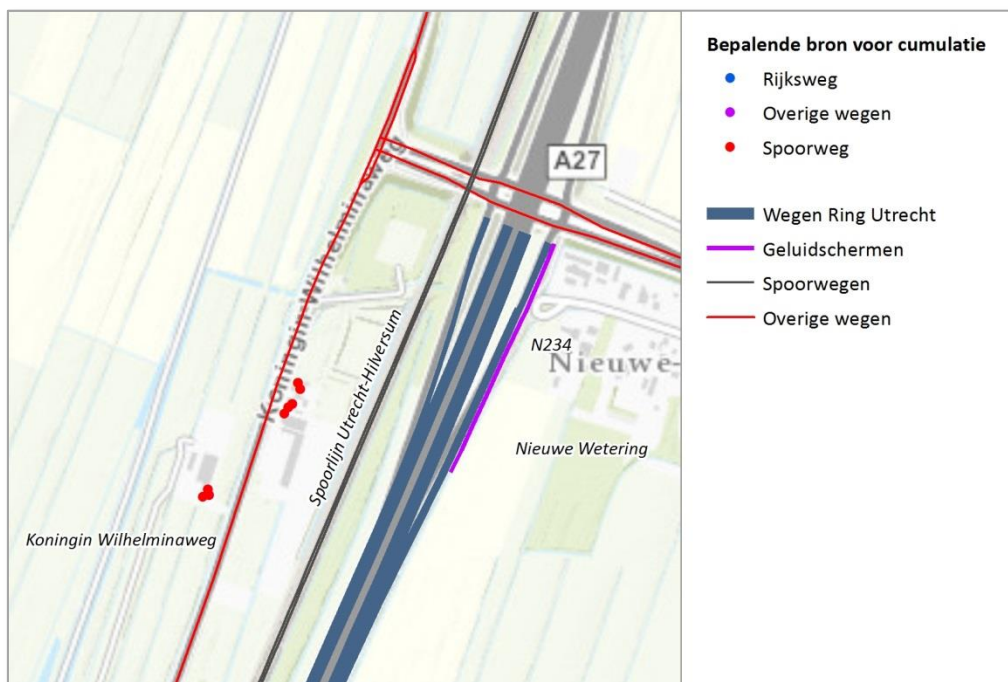 A27
Koningin Wilhelminaweg
Spoorlijn Utrecht-Hilversum
N234
Nieuwe-
Nieuwe Wetering
Koningin Wilhelminaweg
Bepalende bron voor cumulatie
Rijksweg
Overige wegen
Spoorweg
Wegen Ring Utrecht
Geluidschermen
Spoorwegen
Overige wegen